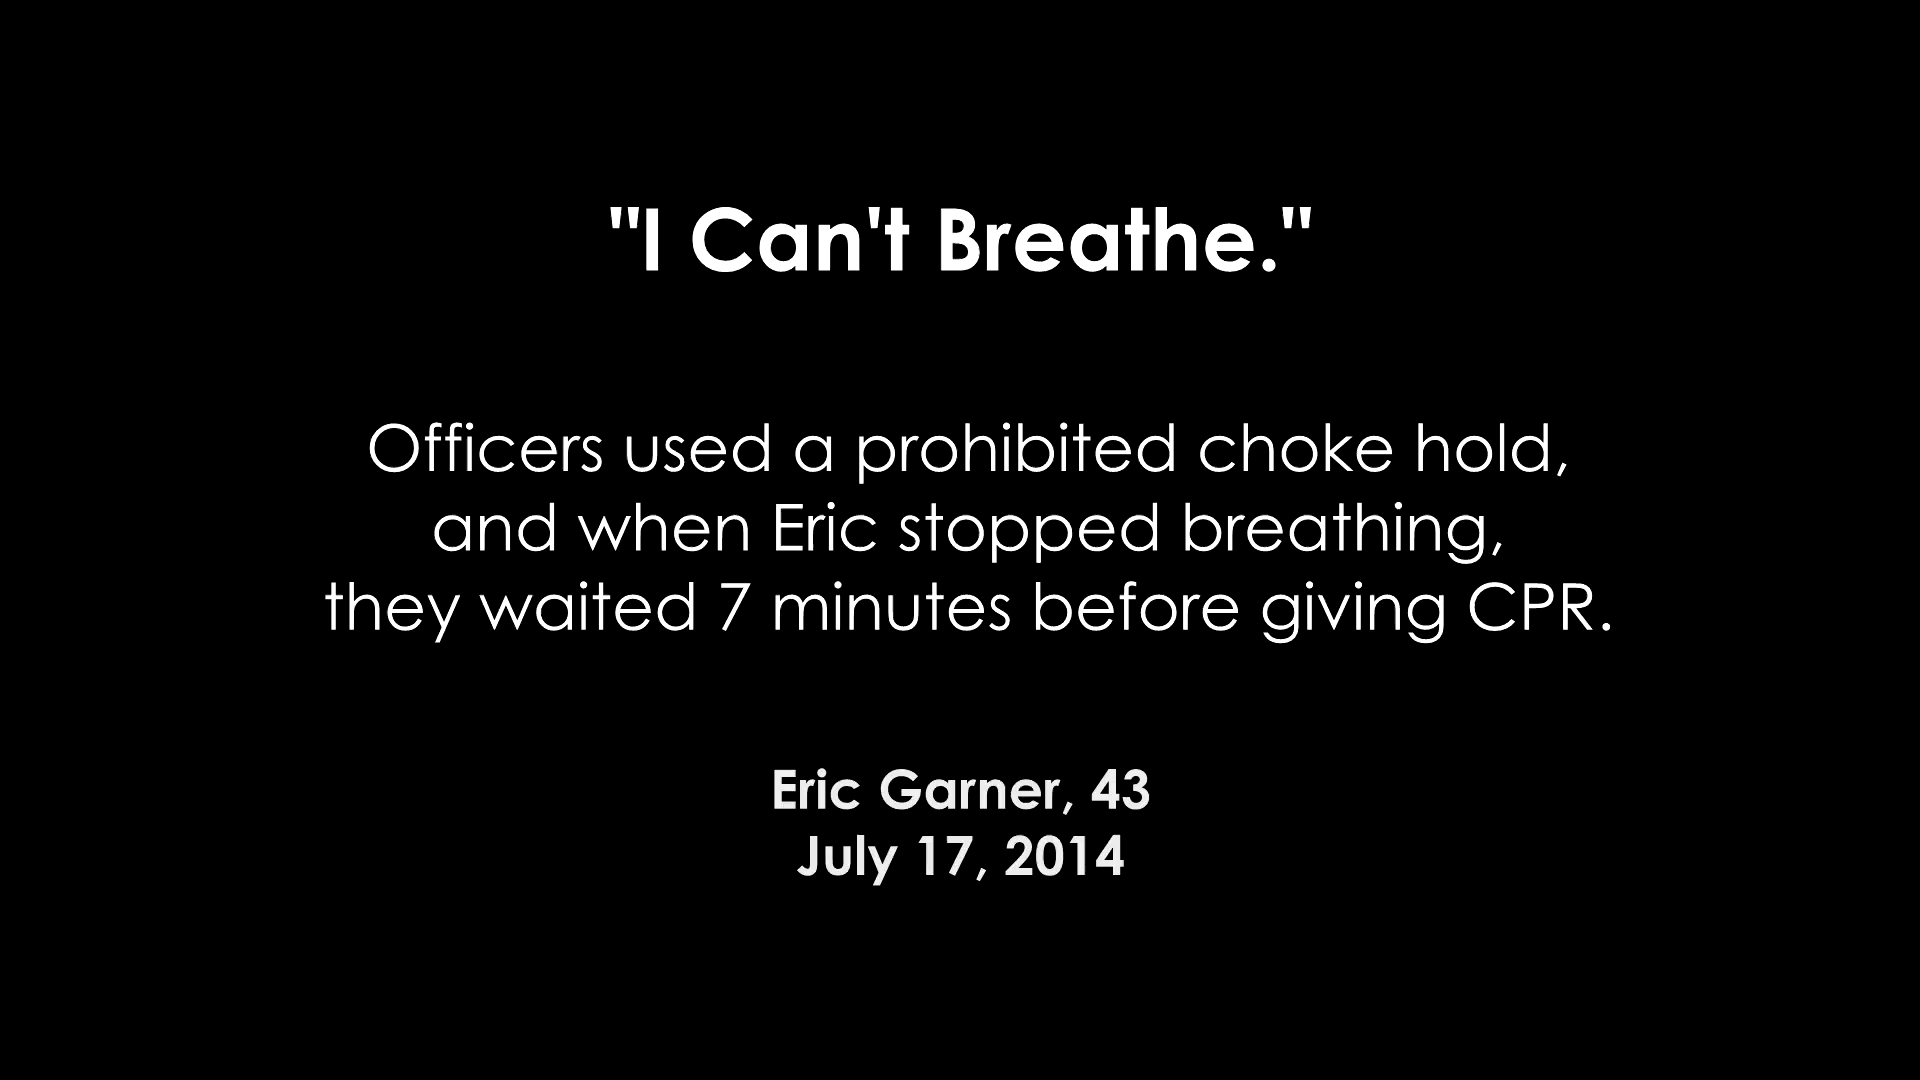 "I Can't Breathe."
Officers used a prohibited choke hold,
and when Eric stopped breathing,
they waited 7 minutes before giving CPR.
Eric Garner, 43
July 17, 2014